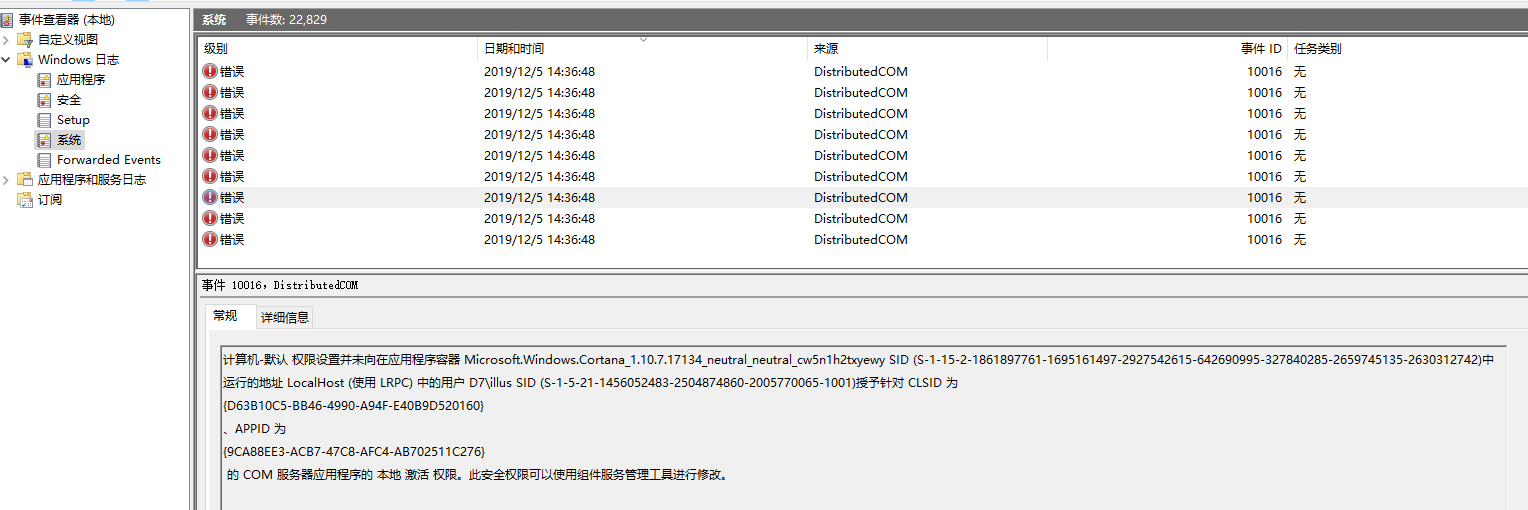 事件查看器 (本地)
自定义视图
Windows 日志
应用程序
安全
Setup
系统
Forwarded Events
应用程序和服务日志
订阅
系统 事件数: 22,829
级别 日期和时间 来源 事件 ID 任务类别
错误 2019/12/5 14:36:48 DistributedCOM 10016 无
错误 2019/12/5 14:36:48 DistributedCOM 10016 无
错误 2019/12/5 14:36:48 DistributedCOM 10016 无
错误 2019/12/5 14:36:48 DistributedCOM 10016 无
错误 2019/12/5 14:36:48 DistributedCOM 10016 无
错误 2019/12/5 14:36:48 DistributedCOM 10016 无
错误 2019/12/5 14:36:48 DistributedCOM 10016 无
错误 2019/12/5 14:36:48 DistributedCOM 10016 无
错误 2019/12/5 14:36:48 DistributedCOM 10016 无
事件 10016，DistributedCOM
常规 详细信息
计算机-默认 权限设置并未向在应用程序容器 Microsoft.Windows.Cortana_1.10.7.17134_neutral_neutral_cw5n1h2txyewy SID (S-1-15-2-1861897761-1695161497-2927542615-642690995-327840285-2659745135-2630312742)中
运行的地址 LocalHost (使用 LRPC) 中的用户 D7\illus SID (S-1-5-21-1456052483-2504874860-2005770065-1001)授予针对 CLSID 为
{D63B10C5-BB46-4990-A94F-E40B9D520160}
、APPID 为
{9CA88EE3-ACB7-47C8-AFC4-AB702511C276}
的 COM 服务器应用程序的 本地 激活 权限。此安全权限可以使用组件服务管理工具进行修改。